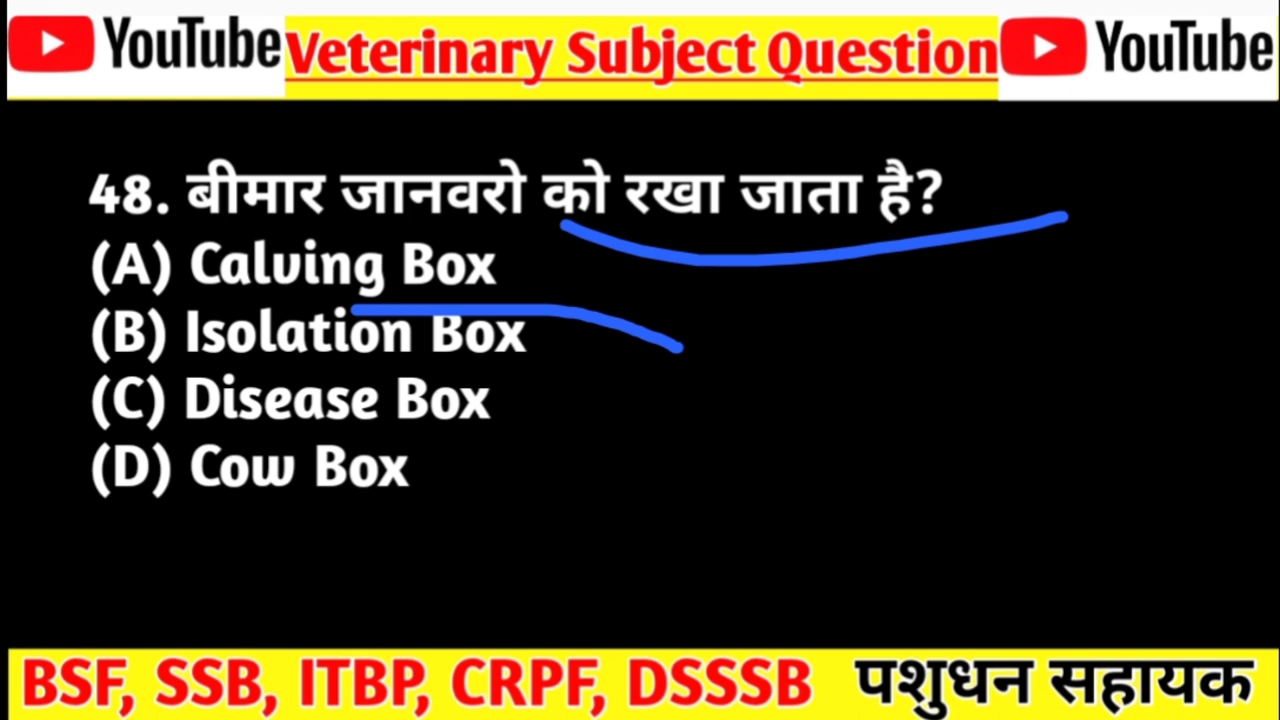 YouTube Veterinary Subject Question YouTube
48. बीमार जानवरो को रखा जाता है?
(A) Calving Box
(B) Isolation Box
(C) Disease Box
(D) Cow Box
BSF, SSB, ITBP, CRPF, DSSSB पशुधन सहायक